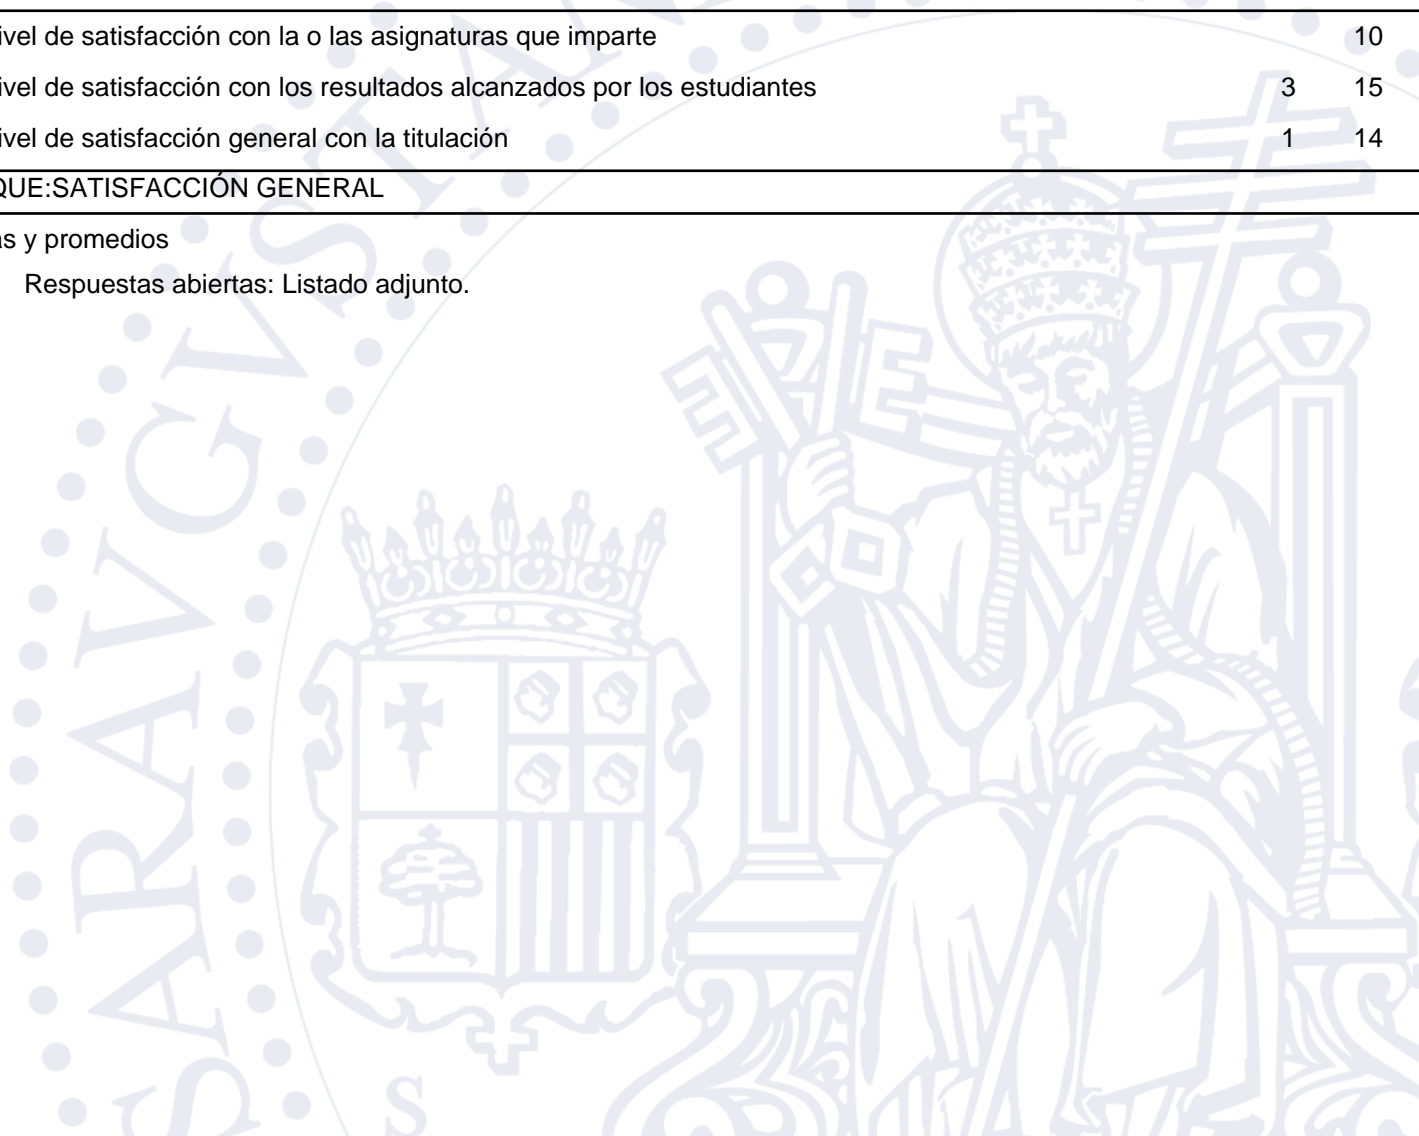 ivel de satisfacción con la o las asignaturas que imparte 10
ivel de satisfacción con los resultados alcanzados por los estudiantes 3 15
ivel de satisfacción general con la titulación 1 14
QUE:SATISFACCIÓN GENERAL
as y promedios
Respuestas abiertas: Listado adjunto.
SARAVGVSTAN
S